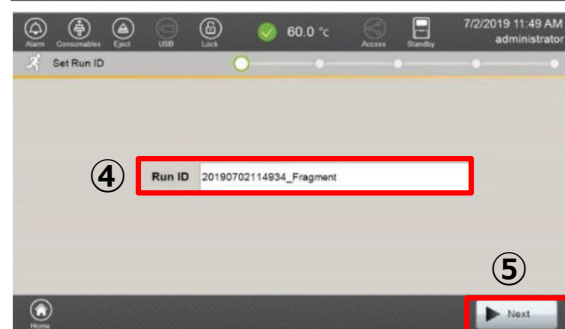 Alarm Consumables Eject USB Lock 60.0 °c Access Standby 7/2/2019 11:49 AM
administrator
Set Run ID
④ Run ID 20190702114934_Fragment
⑤
Home Next